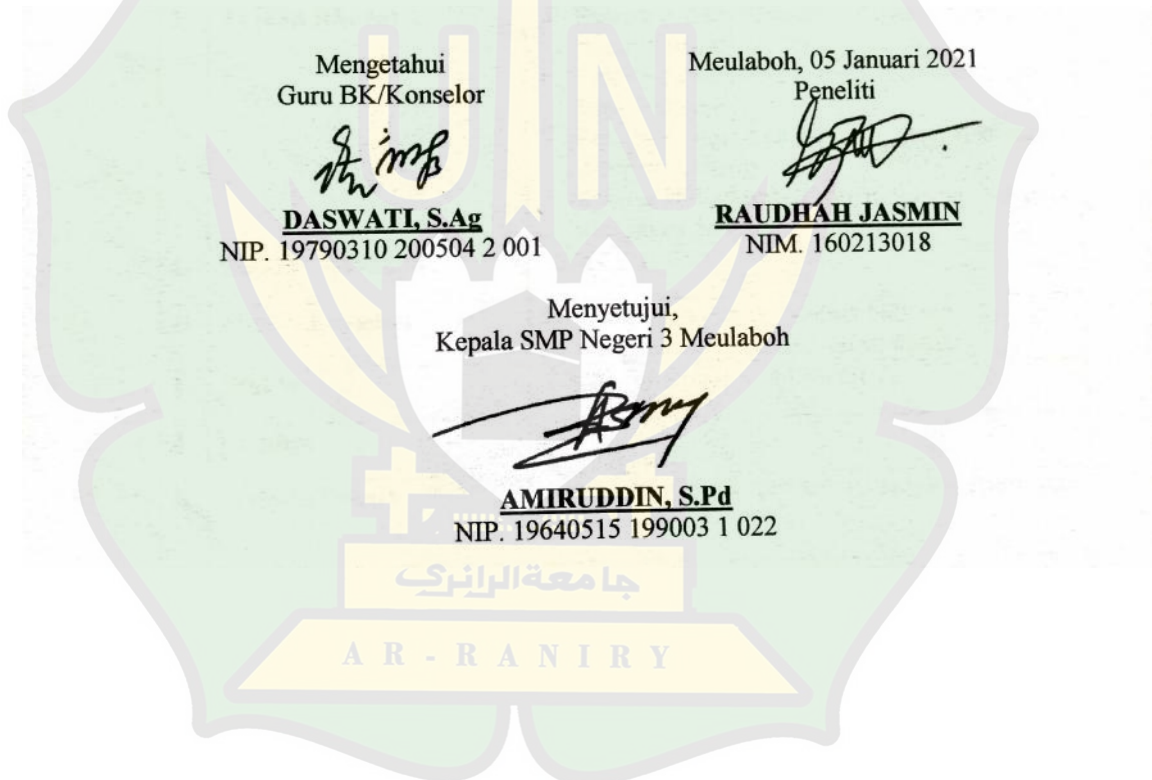 Mengetahui
Guru BK/Konselor
DASWATI, S.Ag
NIP. 19790310 200504 2 001
Meulaboh, 05 Januari 2021
Peneliti
RAUDHAH JASMIN
NIM. 160213018
Menyetujui,
Kepala SMP Negeri 3 Meulaboh
AMIRUDDIN, S.Pd
NIP. 19640515 199003 1 022
UIN
جامعة الرانري
AR-RANIRY